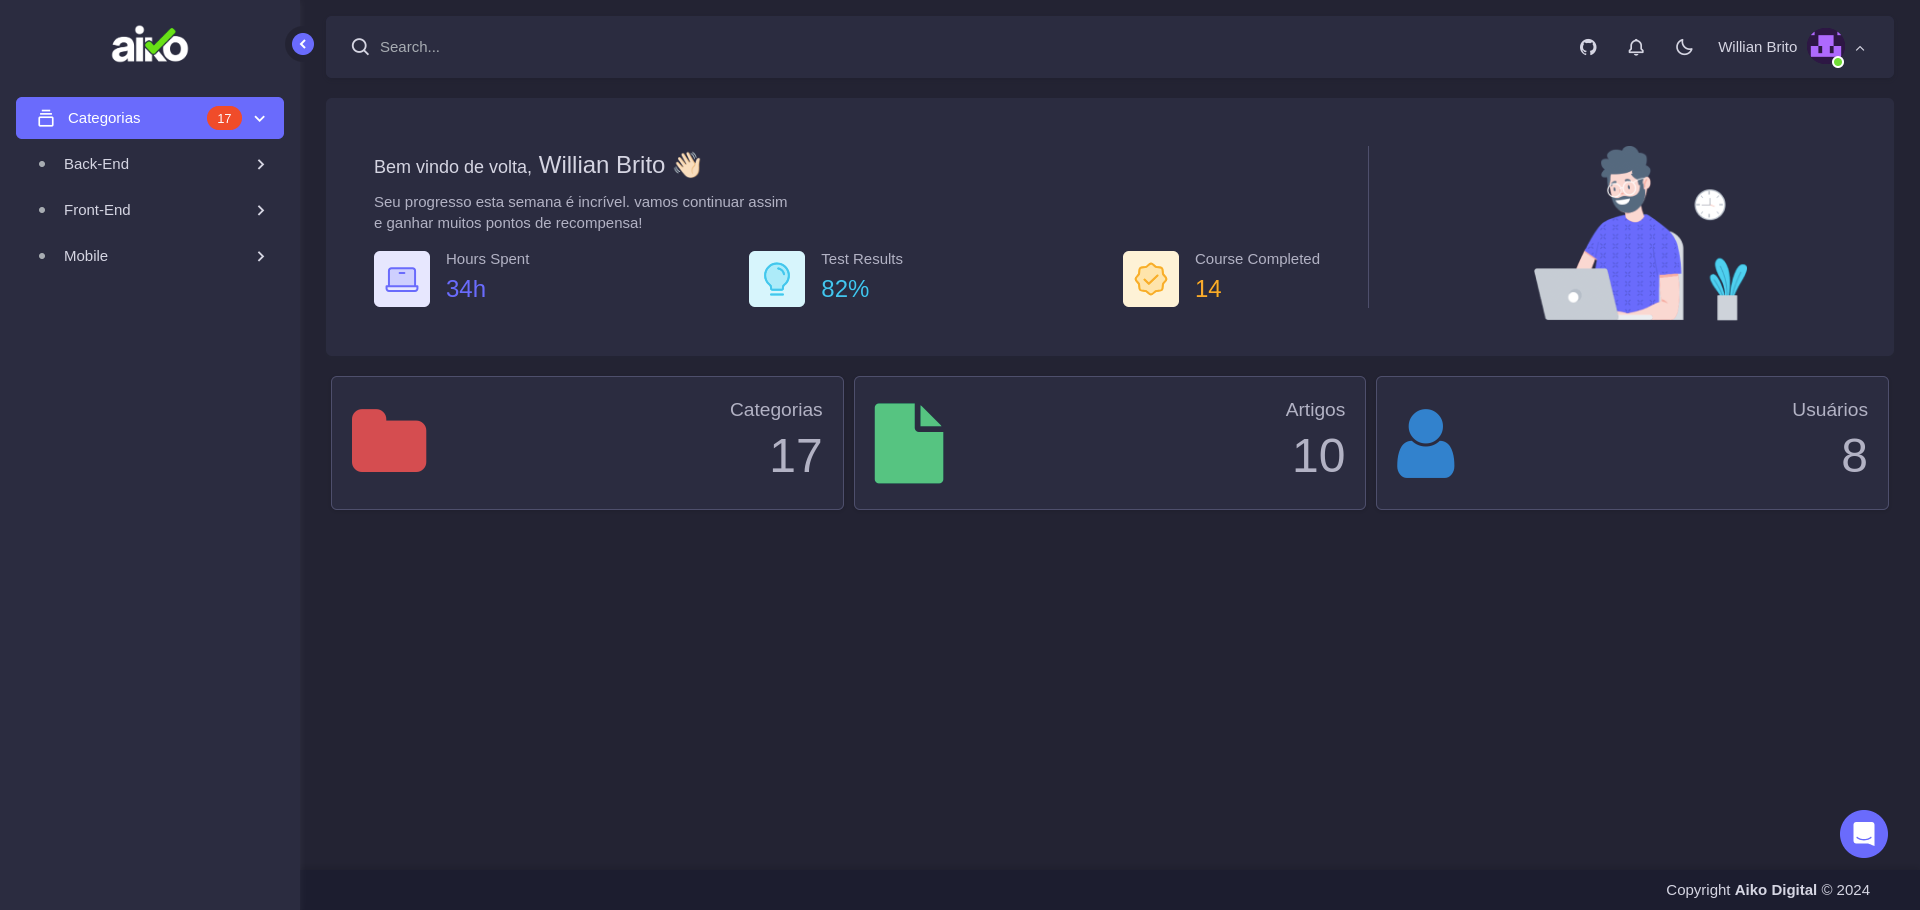 aiko
Categorias 17
Back-End
Front-End
Mobile
Search...
Willian Brito
Bem vindo de volta, Willian Brito 👋🏻
Seu progresso esta semana é incrível. vamos continuar assim
e ganhar muitos pontos de recompensa!
Hours Spent
34h
Test Results
82%
Course Completed
14
Categorias
17
Artigos
10
Usuários
8
Copyright Aiko Digital © 2024